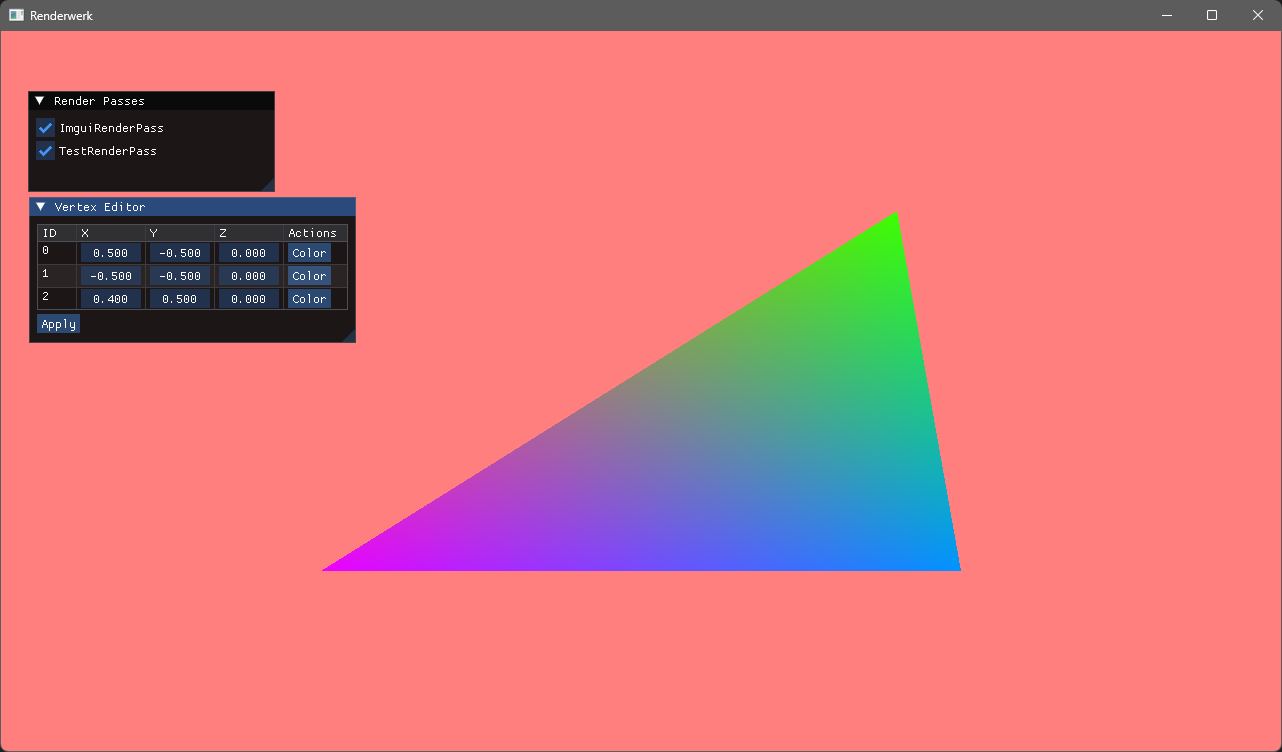 Renderwerk
Render Passes
ImguiRenderPass
TestRenderPass
Vertex Editor
ID X Y Z Actions
0 0.500 -0.500 0.000 Color
1 -0.500 -0.500 0.000 Color
2 0.400 0.500 0.000 Color
Apply